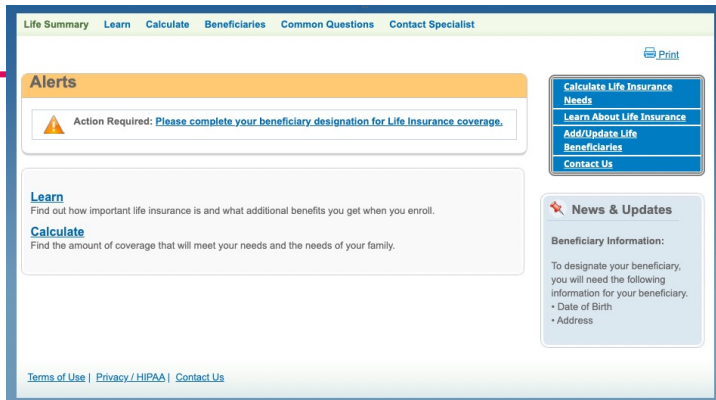 Life Summary Learn Calculate Beneficiaries Common Questions Contact Specialist
Print
Alerts
Action Required: Please complete your beneficiary designation for Life Insurance coverage.
Learn
Find out how important life insurance is and what additional benefits you get when you enroll.
Calculate
Find the amount of coverage that will meet your needs and the needs of your family.
Calculate Life Insurance
Needs
Learn About Life Insurance
Add/Update Life
Beneficiaries
Contact Us
News & Updates
Beneficiary Information:
To designate your beneficiary,
you will need the following
information for your beneficiary.
• Date of Birth
• Address
Terms of Use | Privacy / HIPAA | Contact Us